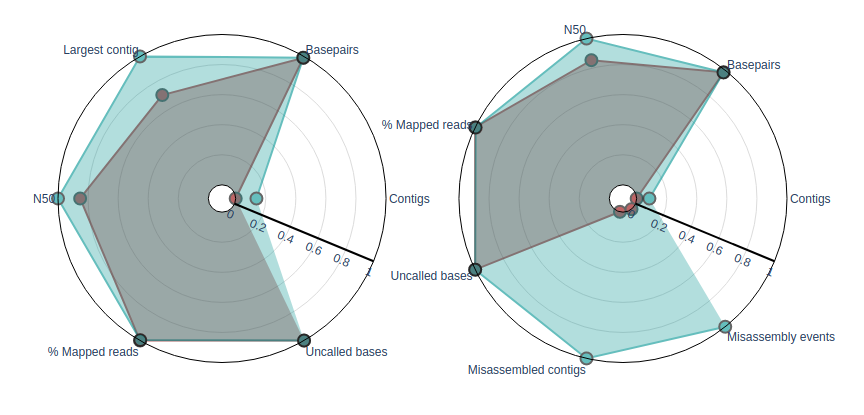 Largest contig
Basepairs
Contigs
N50
% Mapped reads
Uncalled bases
0
0.2
0.4
0.6
0.8
1
N50
Basepairs
% Mapped reads
Contigs
Uncalled bases
Misassembled contigs
Misassembly events
0
0.2
0.4
0.6
0.8
1